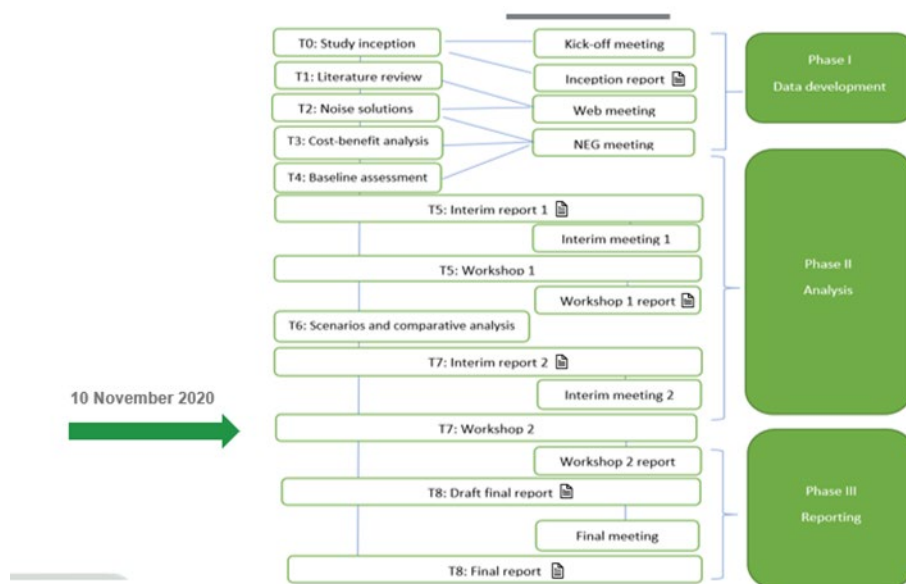 T0: Study inception
Kick-off meeting
Phase I
Data development
T1: Literature review
Inception report
T2: Noise solutions
Web meeting
T3: Cost-benefit analysis
NEG meeting
T4: Baseline assessment
T5: Interim report 1
Interim meeting 1
Phase II
Analysis
T5: Workshop 1
Workshop 1 report
T6: Scenarios and comparative analysis
T7: Interim report 2
Interim meeting 2
10 November 2020
T7: Workshop 2
Workshop 2 report
T8: Draft final report
Phase III
Reporting
Final meeting
T8: Final report